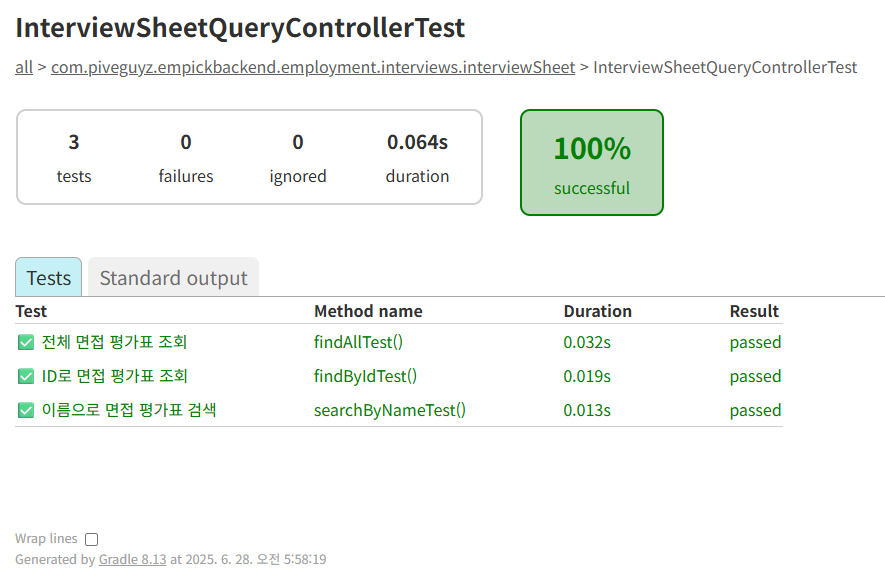 InterviewSheetQueryControllerTest
all > com.piveguyz.empickbackend.employment.interviews.interviewSheet > InterviewSheetQueryControllerTest
3 0 0 0.064s
tests failures ignored duration
100%
successful
Tests Standard output
Test Method name Duration Result
✅ 전체 면접 평가표 조회 findAllTest() 0.032s passed
✅ ID로 면접 평가표 조회 findByIdTest() 0.019s passed
✅ 이름으로 면접 평가표 검색 searchByNameTest() 0.013s passed
Wrap lines
Generated by Gradle 8.13 at 2025. 6. 28. 오전 5:58:19